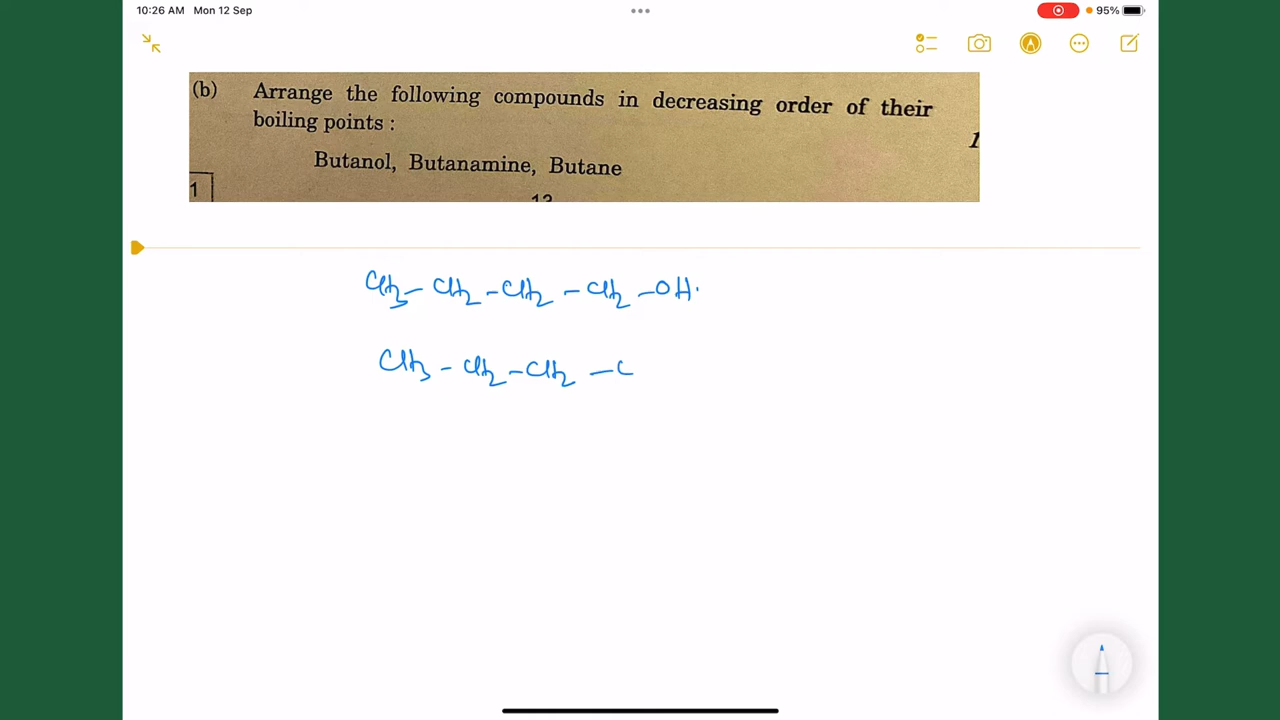 10:26 AM Mon 12 Sep
95%
(b) Arrange the following compounds in decreasing order of their
boiling points :
1
Butanol, Butanamine, Butane
1
13
CH3 - CH2 - CH2 - CH2 - OH.
CH3 - CH2 - CH2 - C